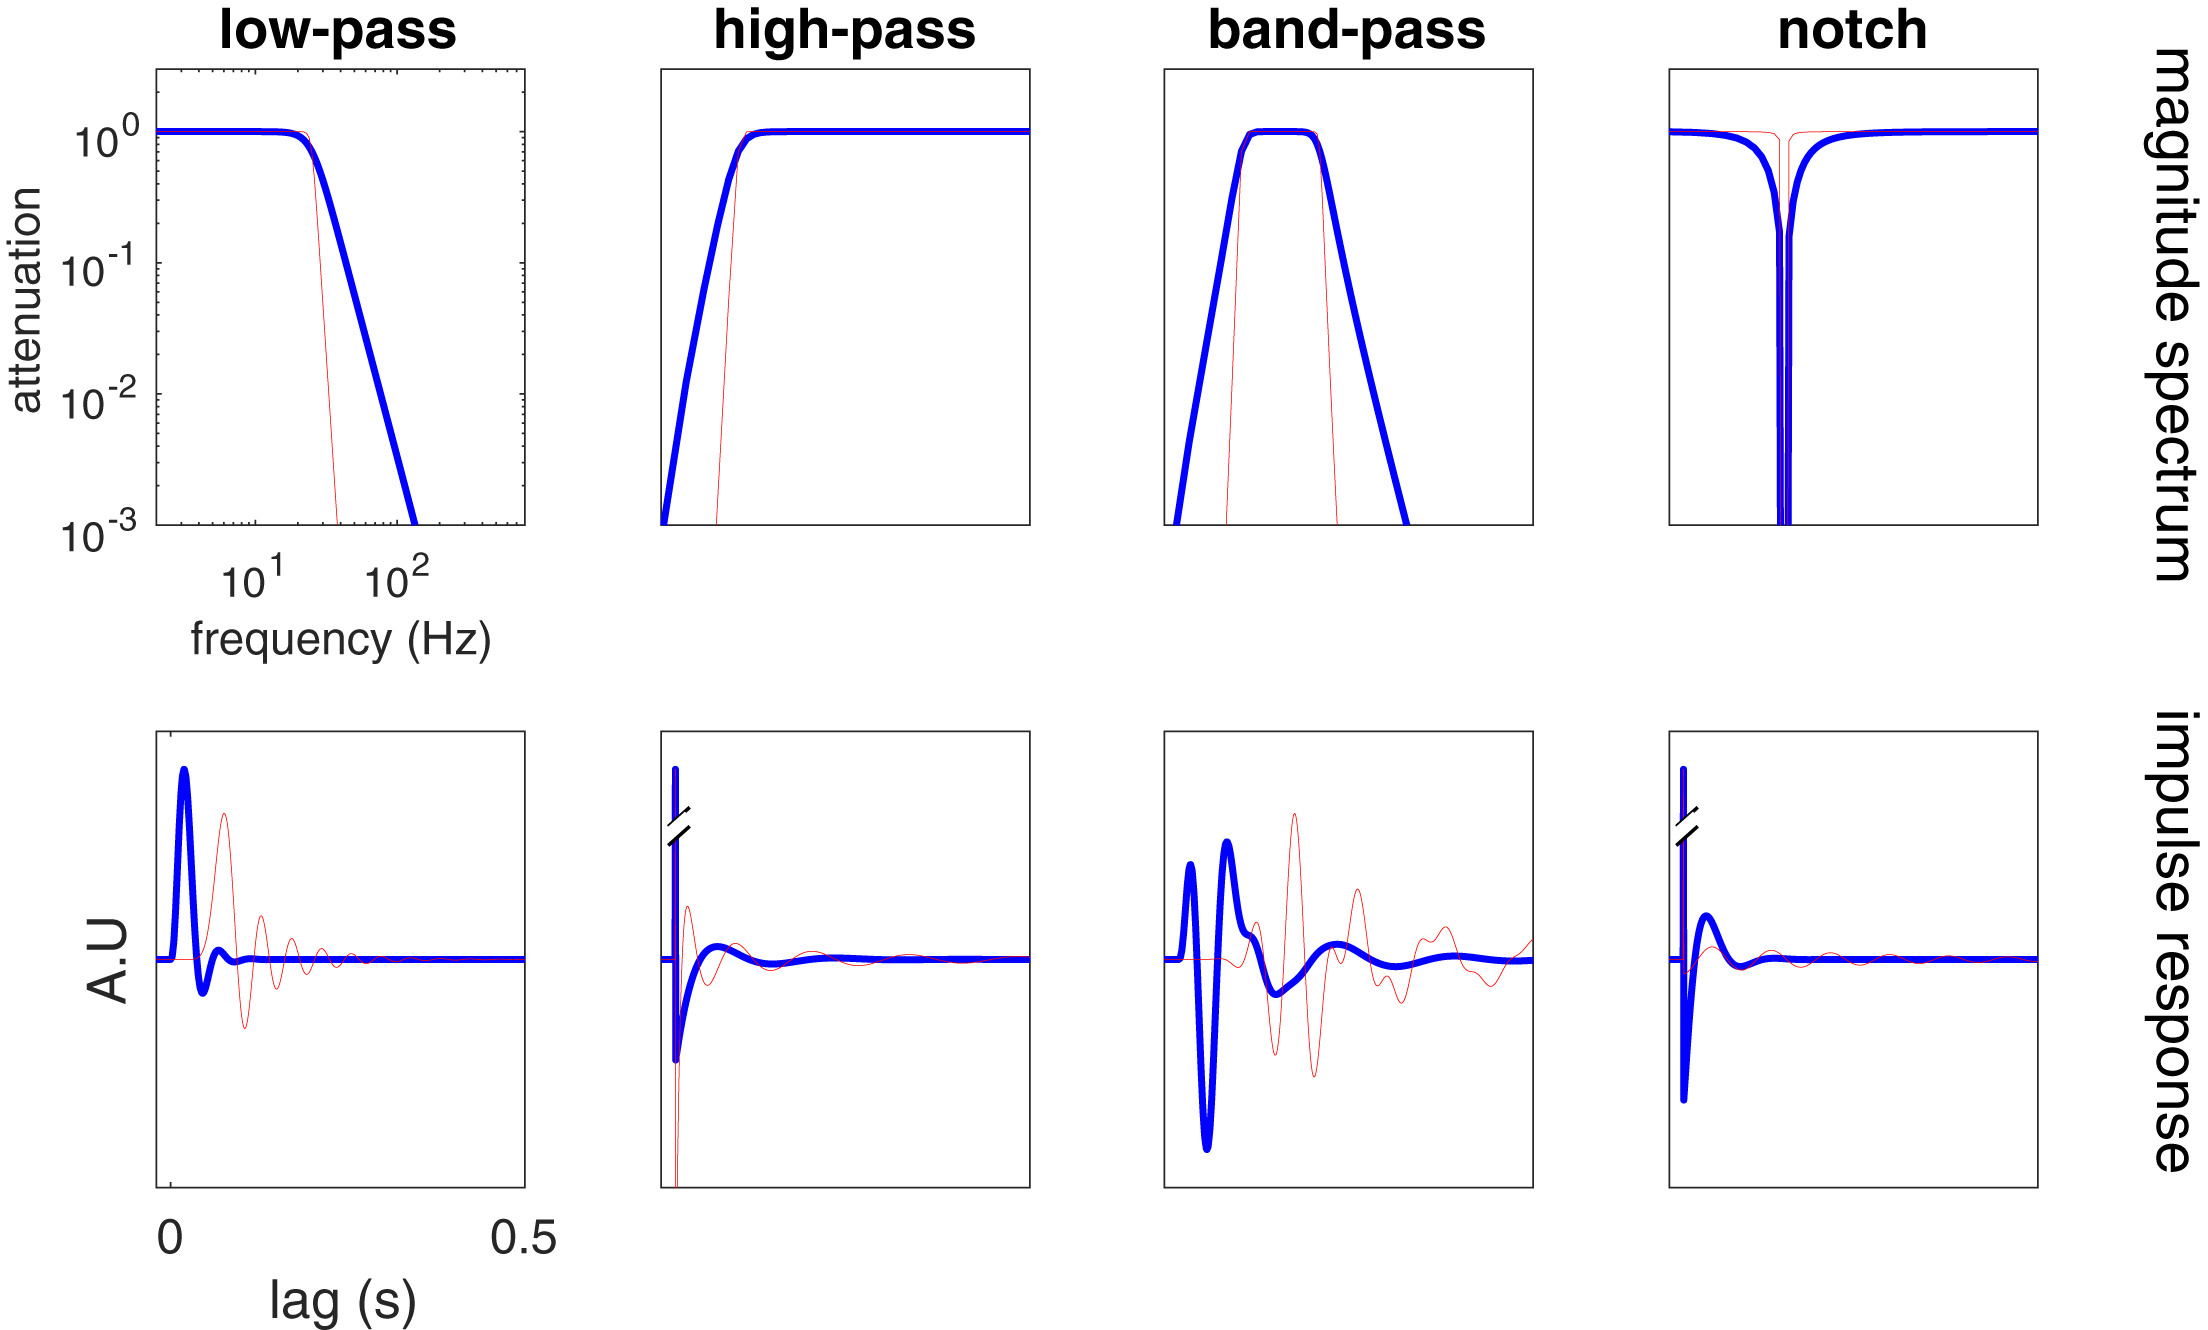 low-pass
high-pass
band-pass
notch
magnitude spectrum
attenuation
10^0
10^-1
10^-2
10^-3
10^1
10^2
frequency (Hz)
impulse response
A.U
0
0.5
lag (s)